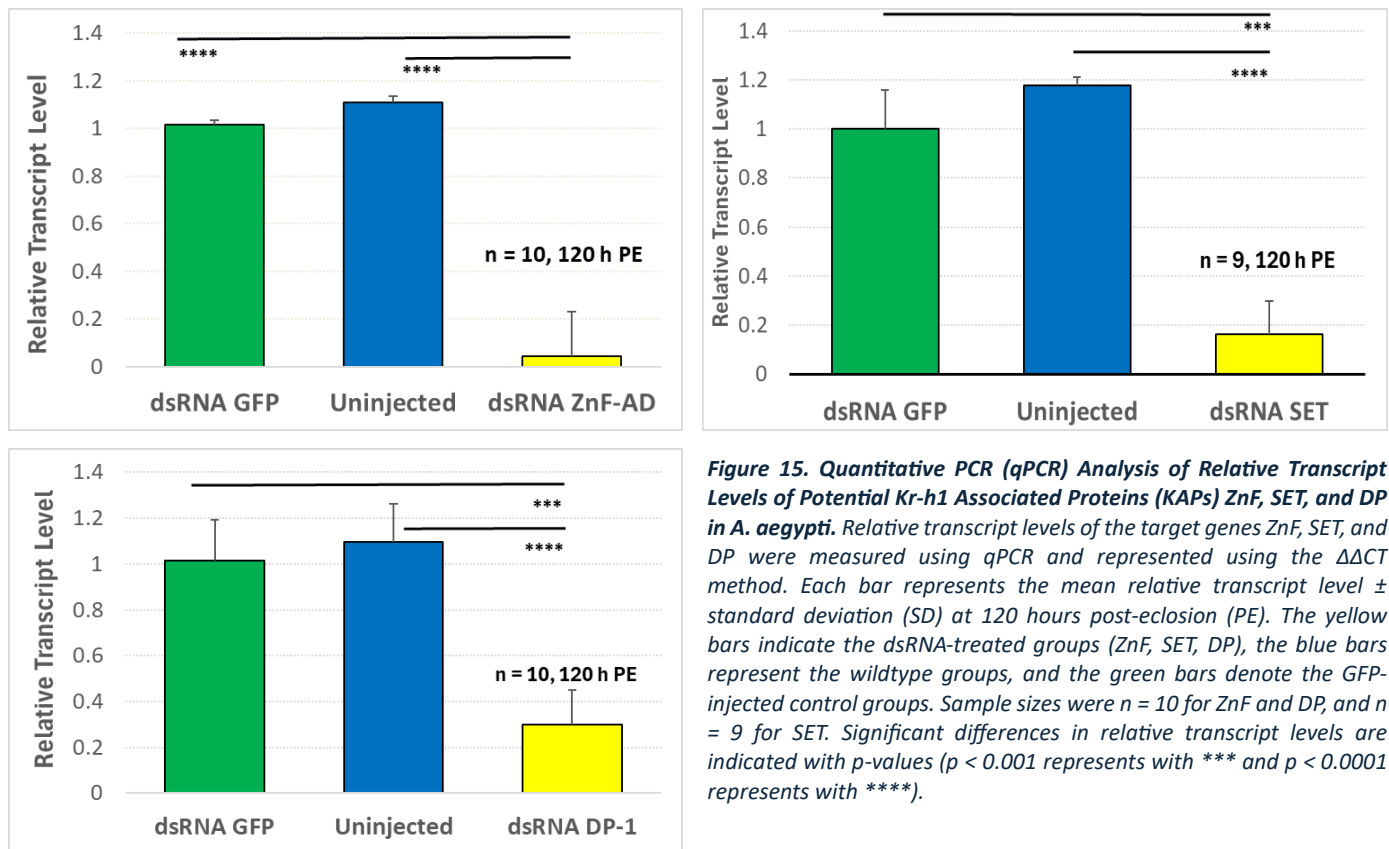 1.4
1.2
1
0.8
0.6
0.4
0.2
0
Relative Transcript Level
****
****
n = 10, 120 h PE
dsRNA GFP Uninjected dsRNA ZnF-AD
1.4
1.2
1
0.8
0.6
0.4
0.2
0
Relative Transcript Level
***
****
n = 9, 120 h PE
dsRNA GFP Uninjected dsRNA SET
1.4
1.2
1
0.8
0.6
0.4
0.2
0
Relative Transcript Level
***
****
n = 10, 120 h PE
dsRNA GFP Uninjected dsRNA DP-1
Figure 15. Quantitative PCR (qPCR) Analysis of Relative Transcript
Levels of Potential Kr-h1 Associated Proteins (KAPs) ZnF, SET, and DP
in A. aegypti. Relative transcript levels of the target genes ZnF, SET, and
DP were measured using qPCR and represented using the ΔΔCT
method. Each bar represents the mean relative transcript level ±
standard deviation (SD) at 120 hours post-eclosion (PE). The yellow
bars indicate the dsRNA-treated groups (ZnF, SET, DP), the blue bars
represent the wildtype groups, and the green bars denote the GFP-
injected control groups. Sample sizes were n = 10 for ZnF and DP, and n
= 9 for SET. Significant differences in relative transcript levels are
indicated with p-values (p < 0.001 represents with *** and p < 0.0001
represents with ****).